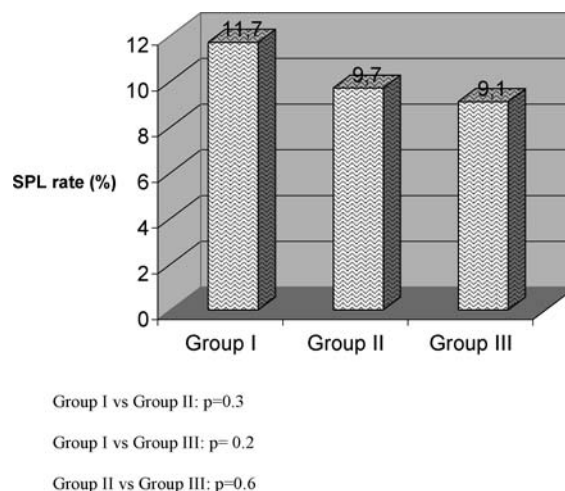 11,7
9,7
9,1
12
10
8
6
4
2
0
SPL rate (%)
Group I Group II Group III
Group I vs Group II: p=0.3
Group I vs Group III: p= 0.2
Group II vs Group III: p=0.6